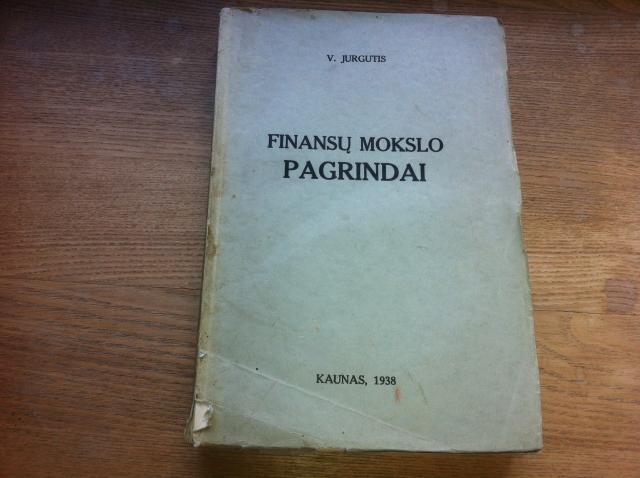 V. JURGUTIS
FINANSŲ MOKSLO
PAGRINDAI
KAUNAS, 1938